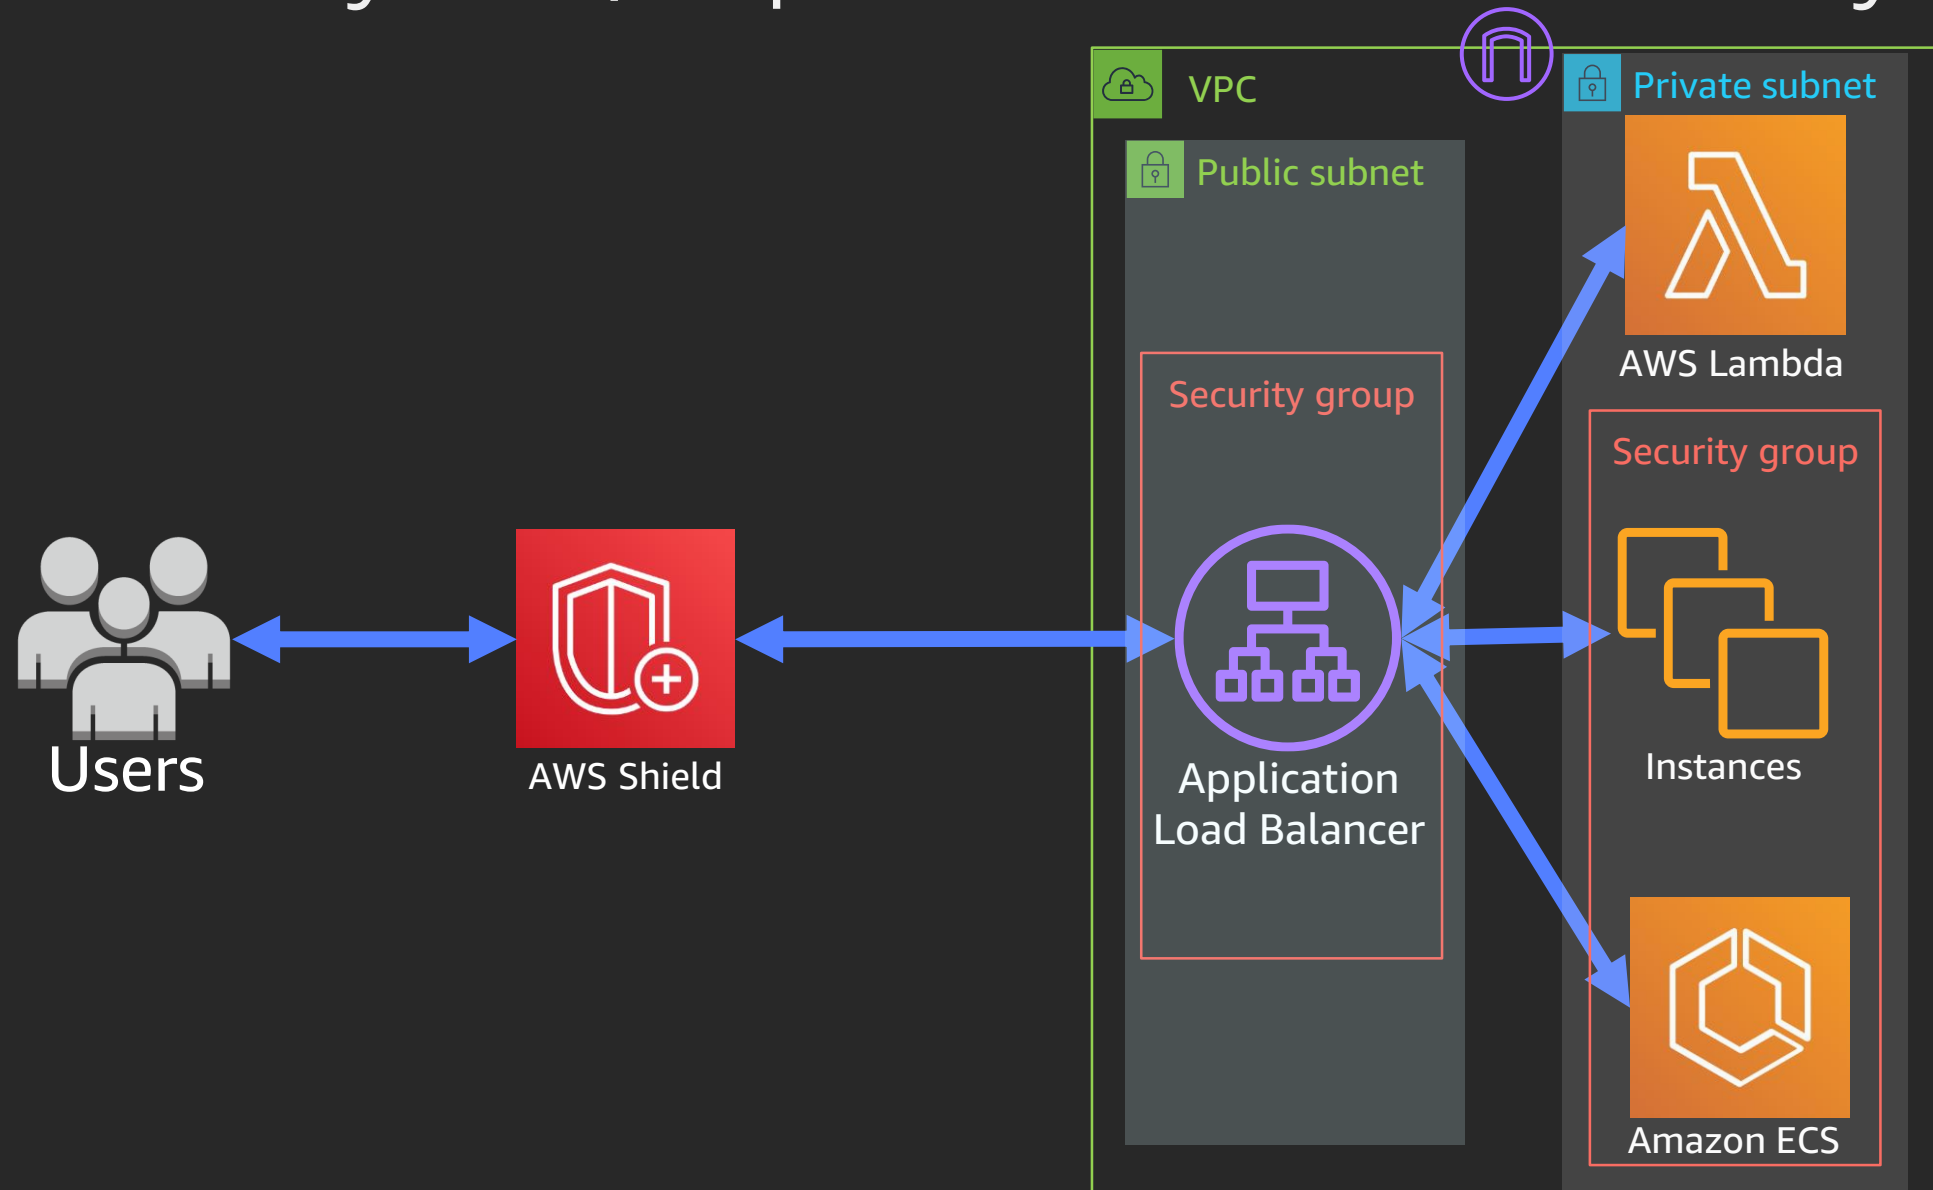 VPC
Private subnet
Public subnet
AWS Lambda
Security group
Security group
Users
AWS Shield
Application
Load Balancer
Instances
Amazon ECS